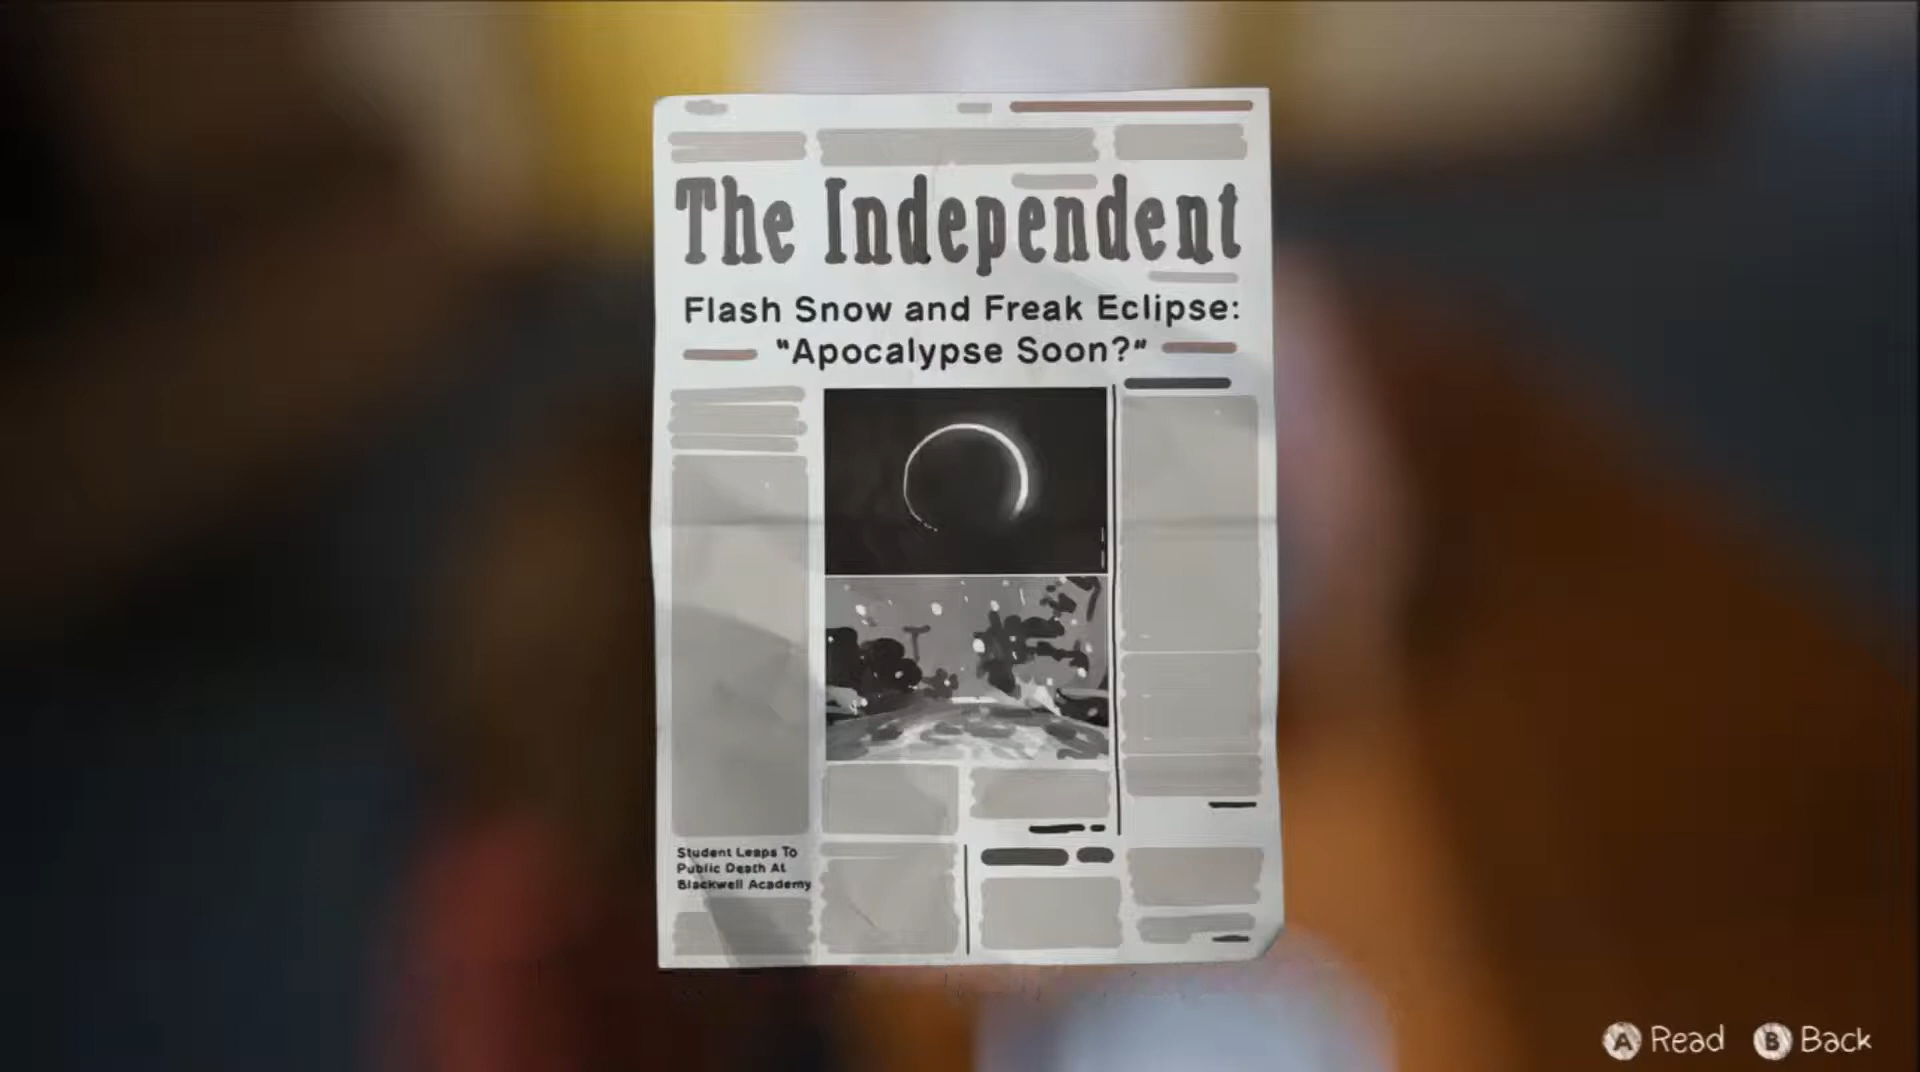 The Independent
Flash Snow and Freak Eclipse:
"Apocalypse Soon?"
Student Leaps To
Public Death At
Blackwell Academy
A Read B Back